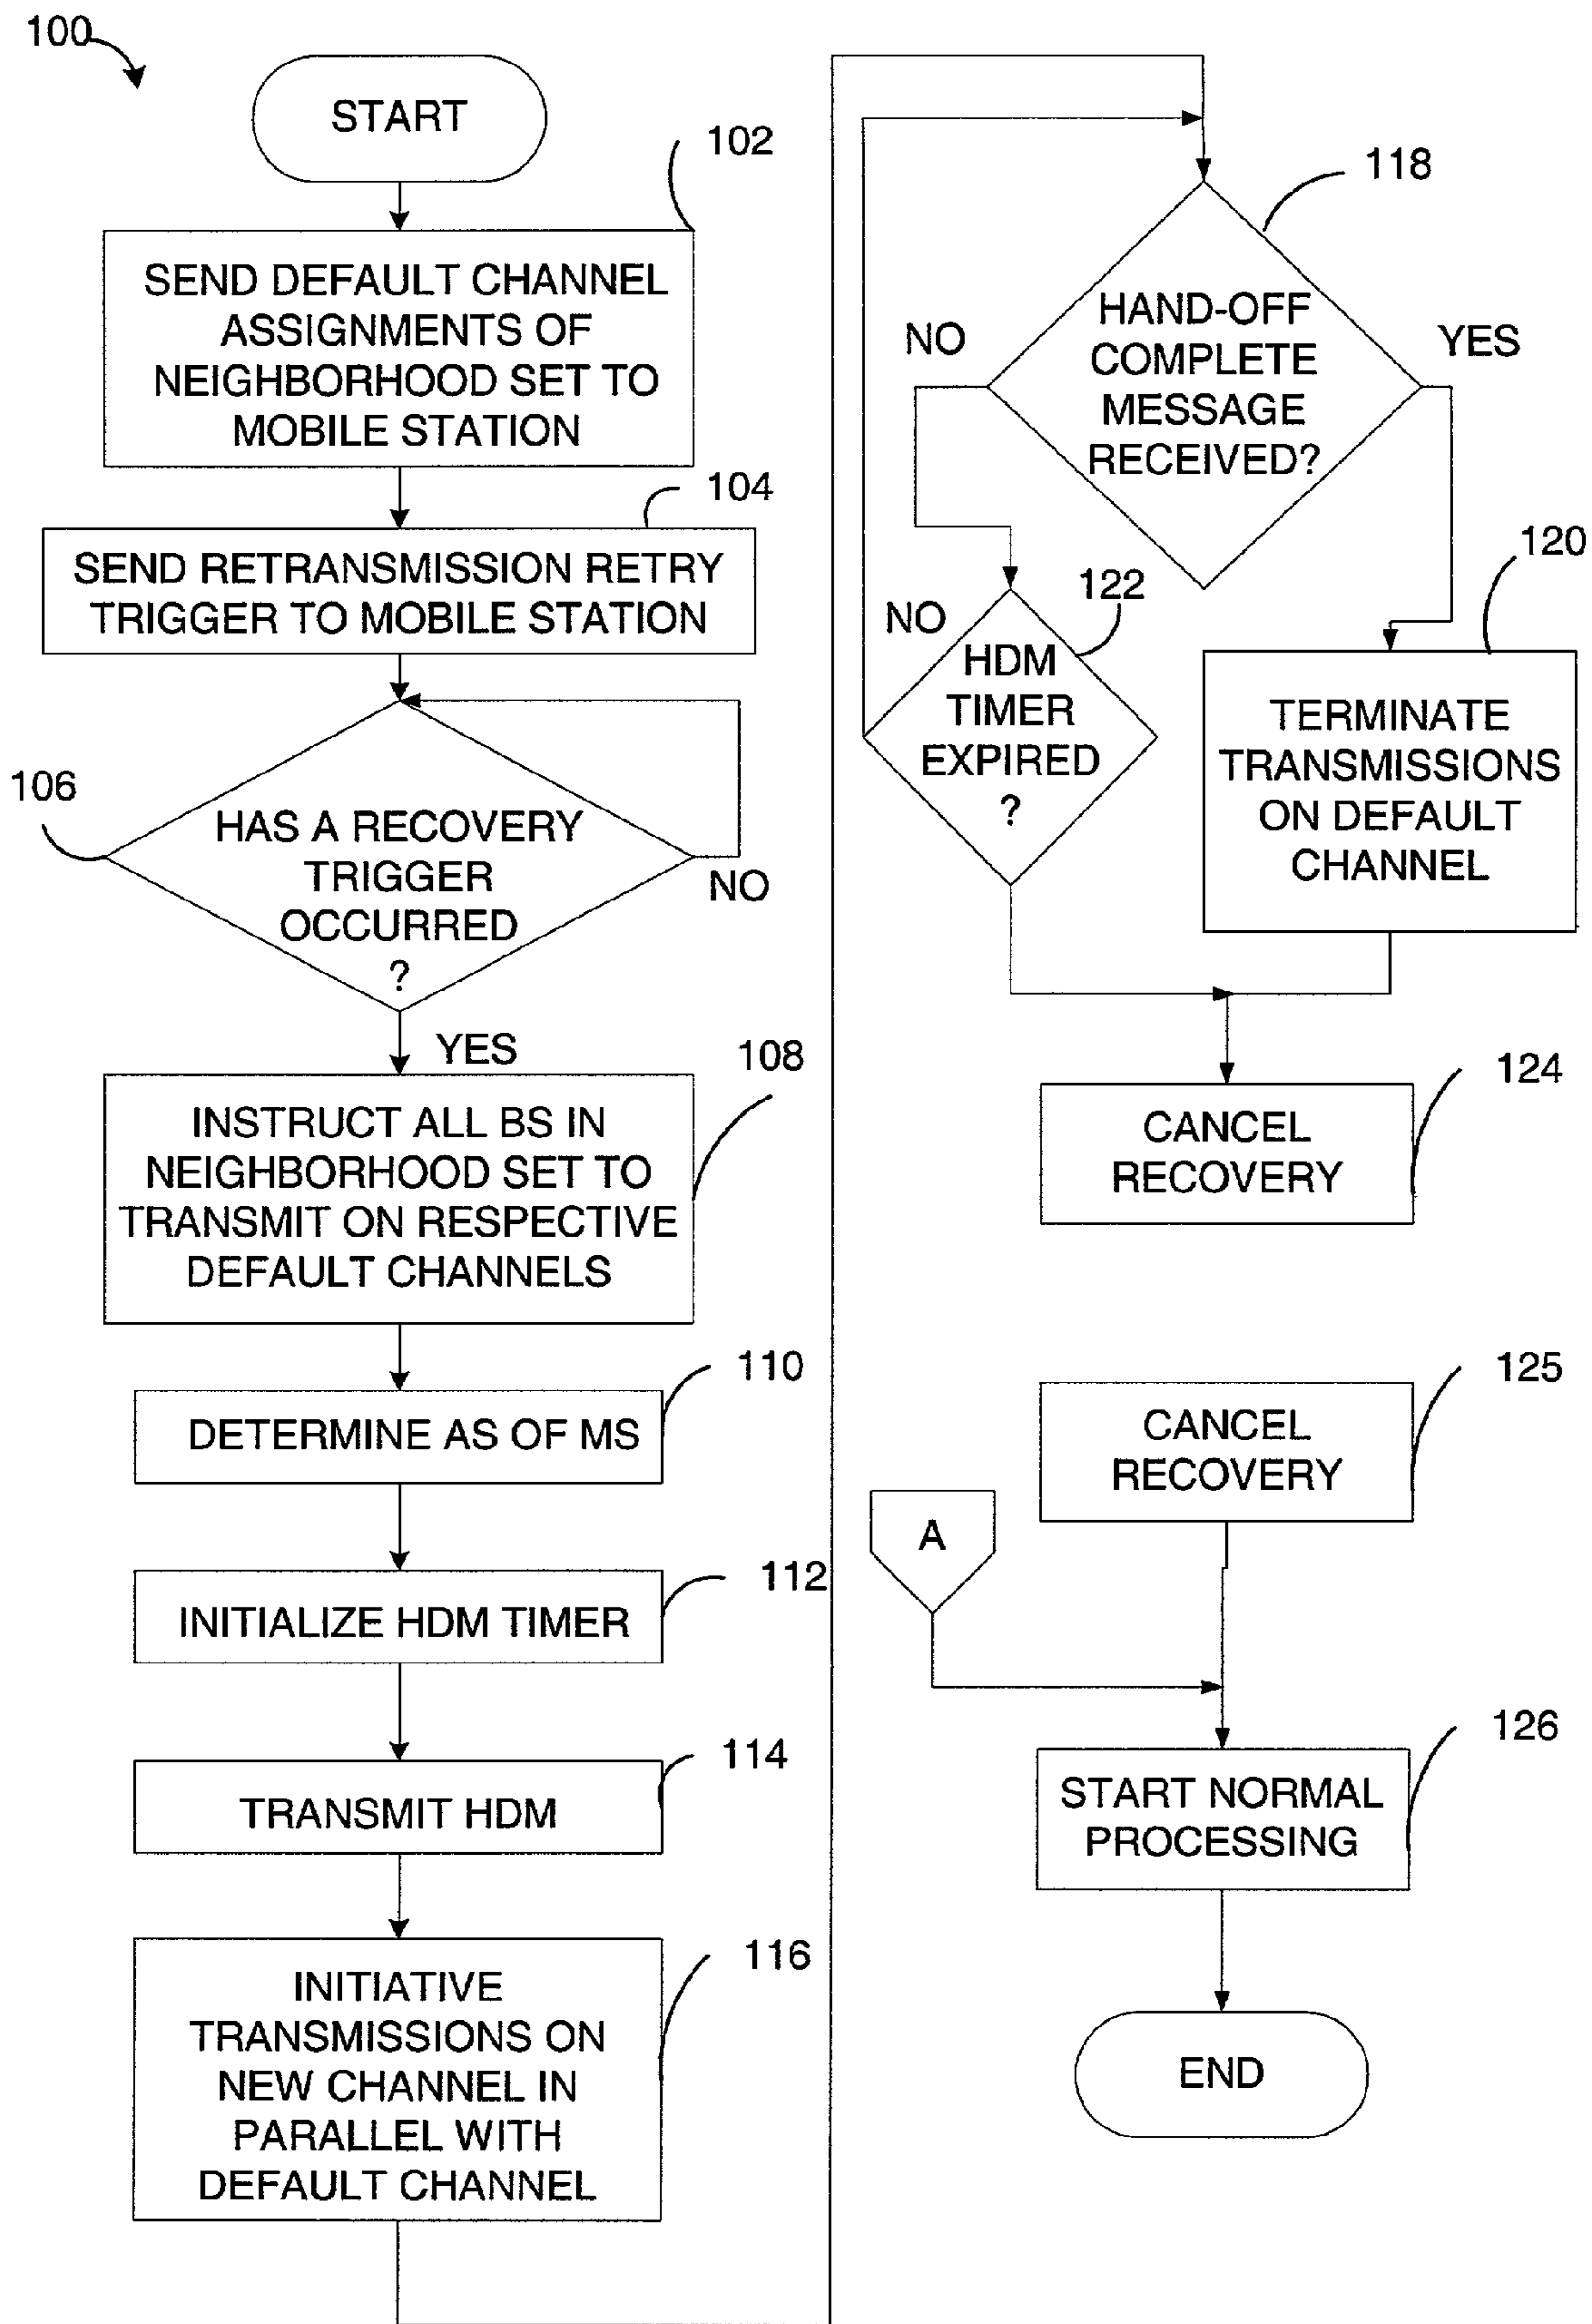 100
START
102
SEND DEFAULT CHANNEL
ASSIGNMENTS OF
NEIGHBORHOOD SET TO
MOBILE STATION
104
SEND RETRANSMISSION RETRY
TRIGGER TO MOBILE STATION
106
HAS A RECOVERY
TRIGGER
OCCURRED
?
NO
YES
108
INSTRUCT ALL BS IN
NEIGHBORHOOD SET TO
TRANSMIT ON RESPECTIVE
DEFAULT CHANNELS
110
DETERMINE AS OF MS
112
INITIALIZE HDM TIMER
114
TRANSMIT HDM
116
INITIATIVE
TRANSMISSIONS ON
NEW CHANNEL IN
PARALLEL WITH
DEFAULT CHANNEL
118
HAND-OFF
COMPLETE
MESSAGE
RECEIVED?
NO
YES
120
TERMINATE
TRANSMISSIONS
ON DEFAULT
CHANNEL
122
NO
HDM
TIMER
EXPIRED
?
124
CANCEL
RECOVERY
125
CANCEL
RECOVERY
A
126
START NORMAL
PROCESSING
END